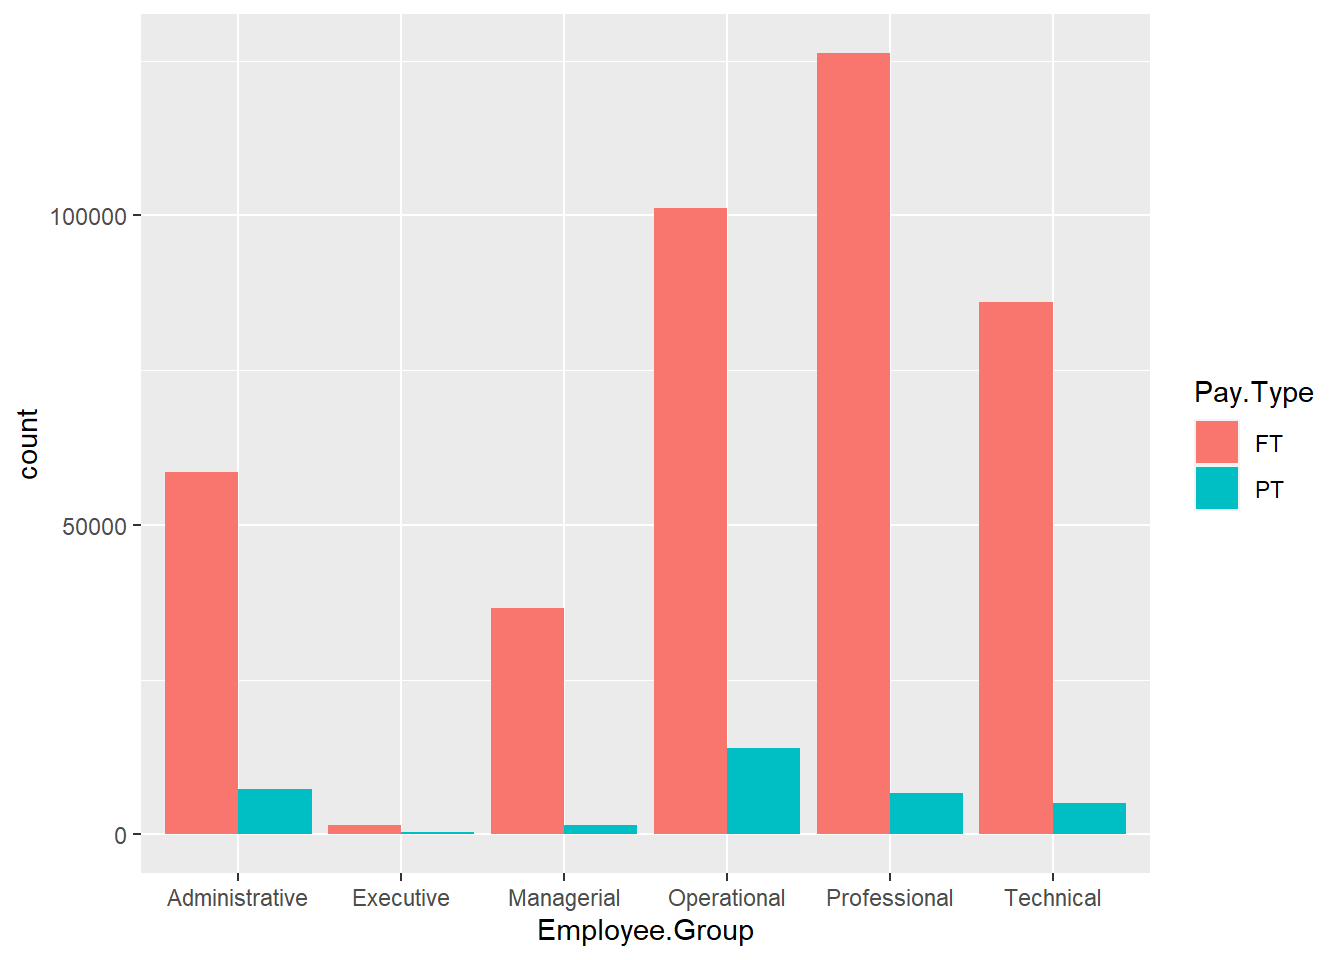 count
100000
50000
0
Administrative Executive Managerial Operational Professional Technical
Employee.Group
Pay.Type
FT
PT